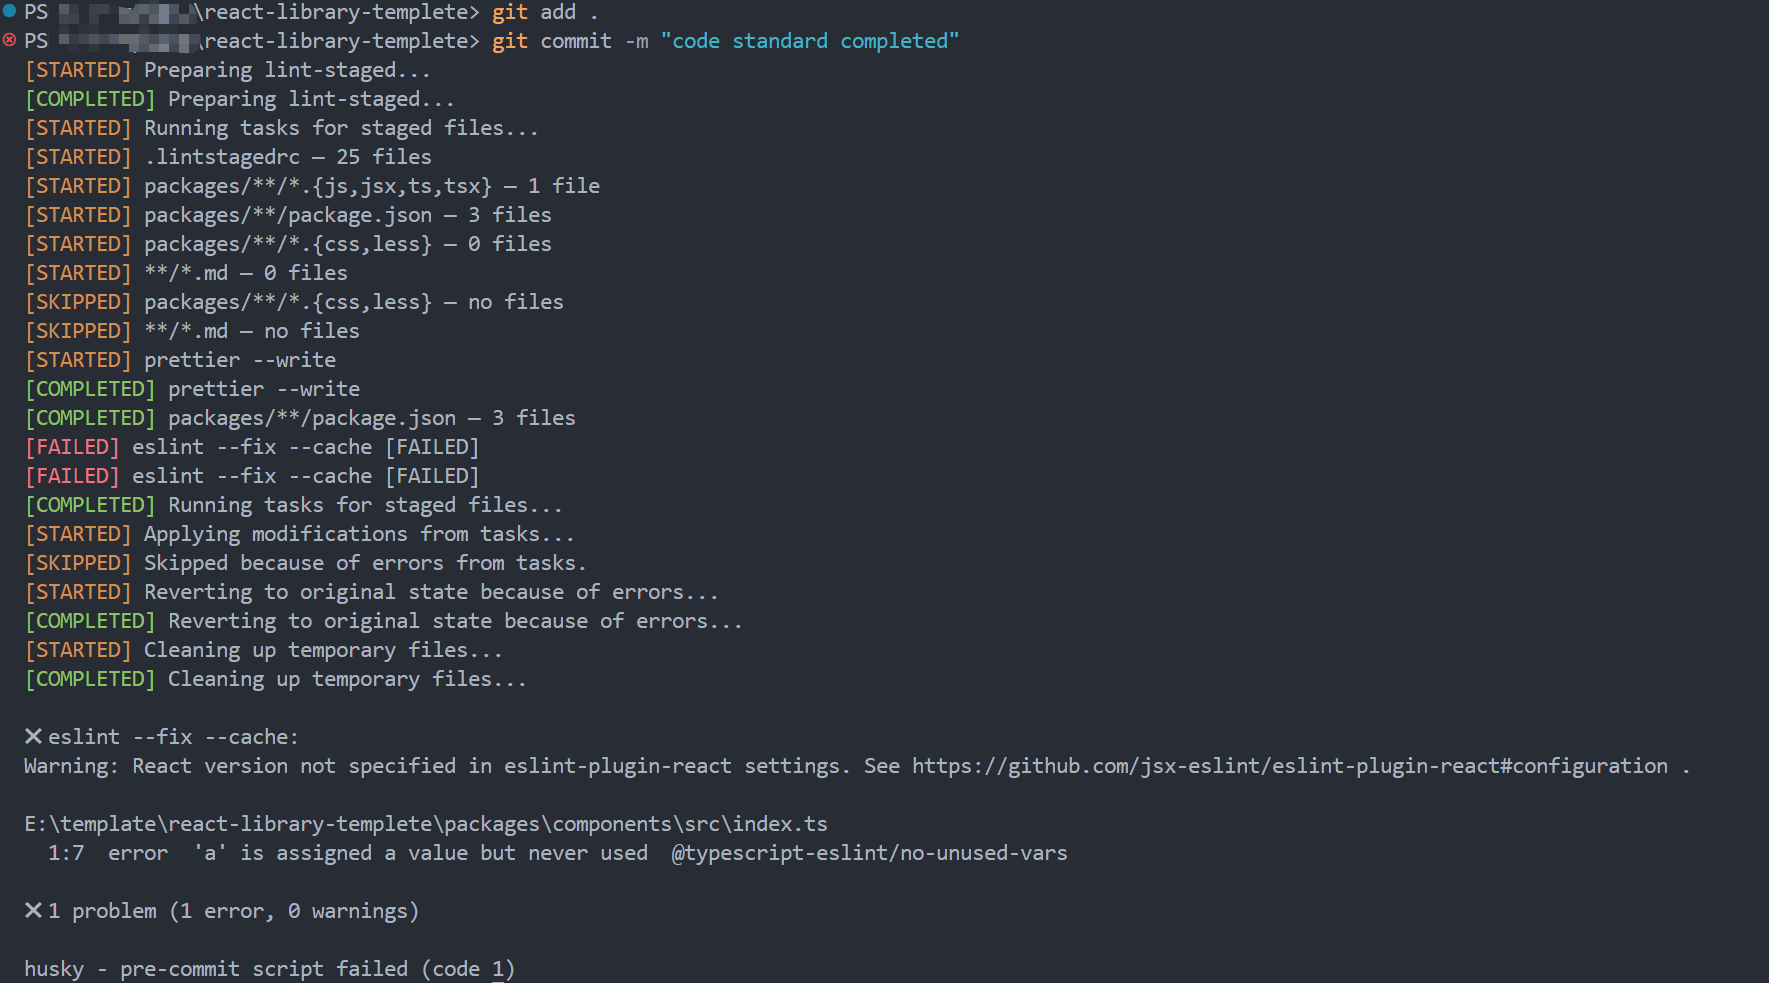 PS \react-library-templete> git add .
PS \react-library-templete> git commit -m "code standard completed"
[STARTED] Preparing lint-staged...
[COMPLETED] Preparing lint-staged...
[STARTED] Running tasks for staged files...
[STARTED] .lintstagedrc — 25 files
[STARTED] packages/**/*.{js,jsx,ts,tsx} — 1 file
[STARTED] packages/**/package.json — 3 files
[STARTED] packages/**/*.{css,less} — 0 files
[STARTED] **/*.md — 0 files
[SKIPPED] packages/**/*.{css,less} — no files
[SKIPPED] **/*.md — no files
[STARTED] prettier --write
[COMPLETED] prettier --write
[COMPLETED] packages/**/package.json — 3 files
[FAILED] eslint --fix --cache [FAILED]
[FAILED] eslint --fix --cache [FAILED]
[COMPLETED] Running tasks for staged files...
[STARTED] Applying modifications from tasks...
[SKIPPED] Skipped because of errors from tasks.
[STARTED] Reverting to original state because of errors...
[COMPLETED] Reverting to original state because of errors...
[STARTED] Cleaning up temporary files...
[COMPLETED] Cleaning up temporary files...
✕ eslint --fix --cache:
Warning: React version not specified in eslint-plugin-react settings. See https://github.com/jsx-eslint/eslint-plugin-react#configuration .
E:\template\react-library-templete\packages\components\src\index.ts
1:7 error 'a' is assigned a value but never used @typescript-eslint/no-unused-vars
✕ 1 problem (1 error, 0 warnings)
husky - pre-commit script failed (code 1)